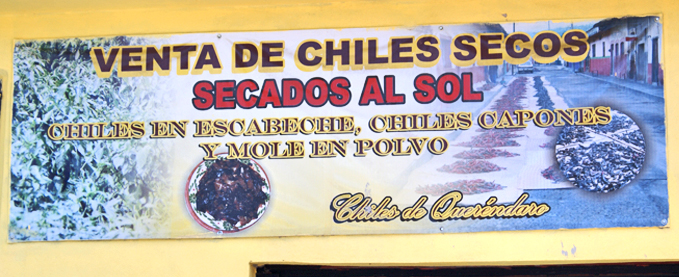 VENTA DE CHILES SECOS
SECADOS AL SOL
CHILES EN ESCABECHE, CHILES CAPONES
Y MOLE EN POLVO
Chiles de Queréndaro